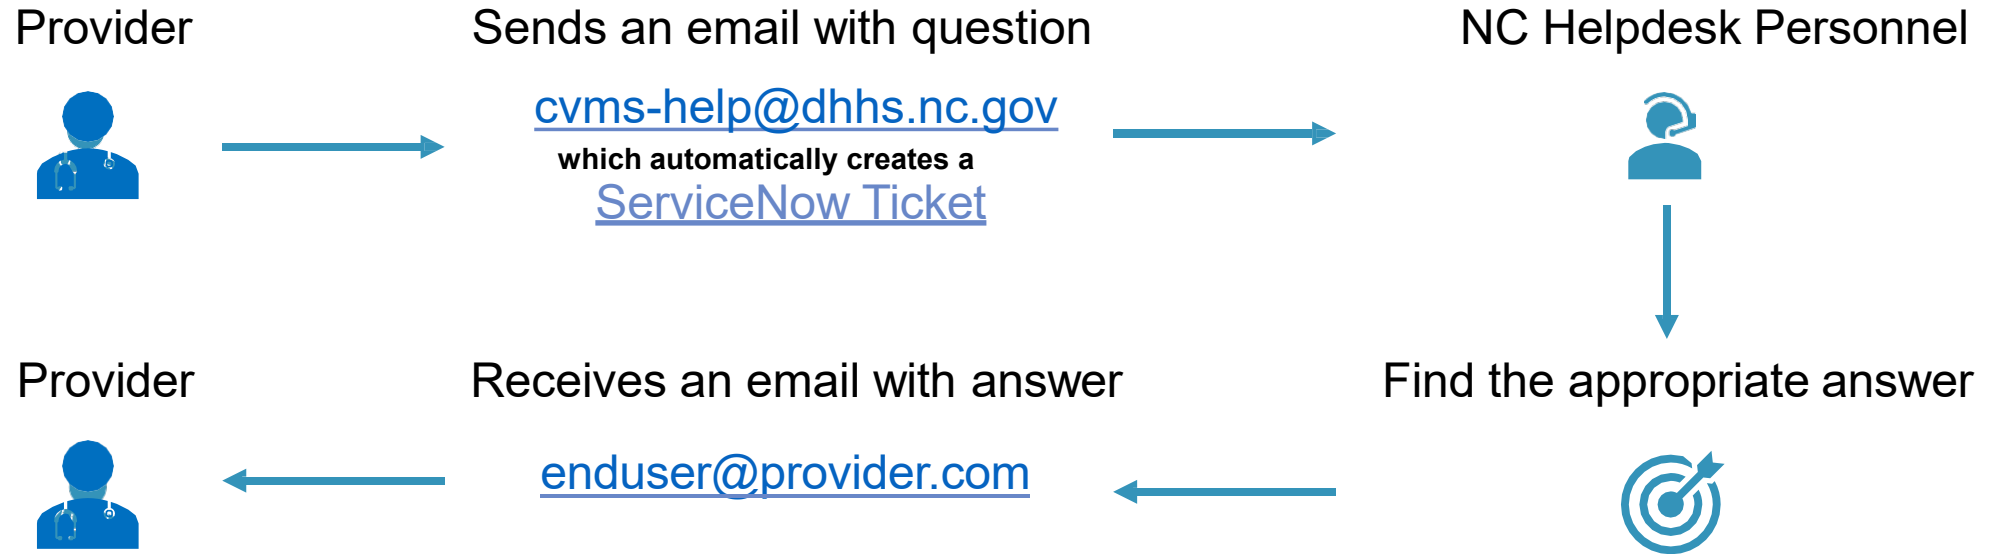 Provider
Sends an email with question
NC Helpdesk Personnel
cvms-help@dhhs.nc.gov
which automatically creates a
ServiceNow Ticket
Provider
Receives an email with answer
Find the appropriate answer
enduser@provider.com